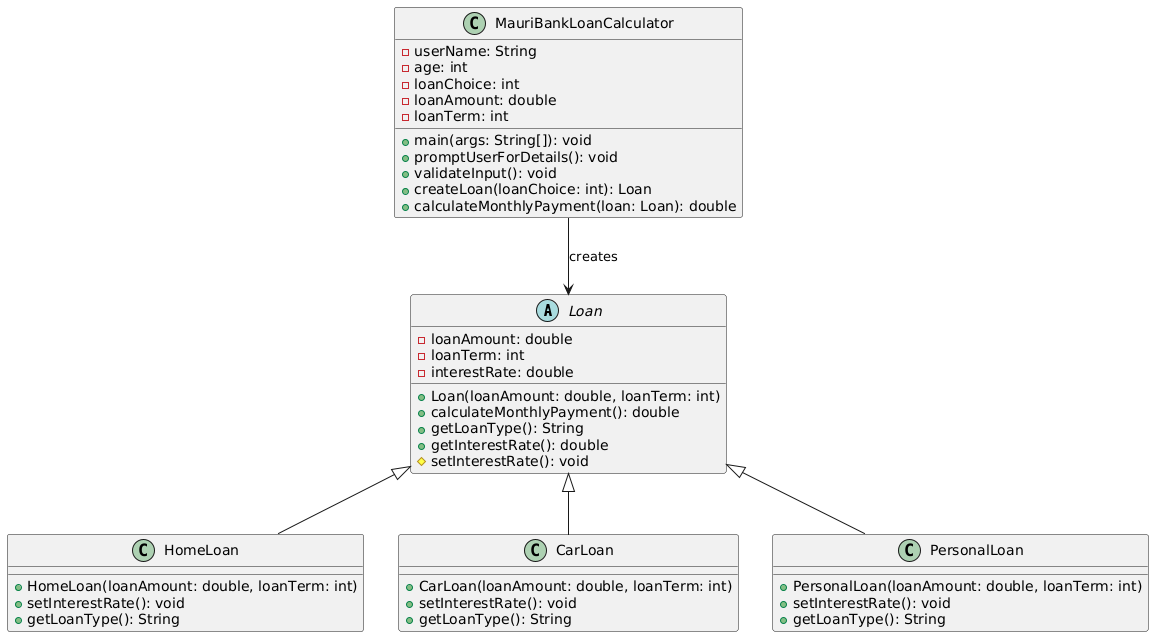 C MauriBankLoanCalculator
userName: String
age: int
loanChoice: int
loanAmount: double
loanTerm: int
main(args: String[]): void
promptUserForDetails(): void
validateInput(): void
createLoan(loanChoice: int): Loan
calculateMonthlyPayment(loan: Loan): double
creates
A Loan
loanAmount: double
loanTerm: int
interestRate: double
Loan(loanAmount: double, loanTerm: int)
calculateMonthlyPayment(): double
getLoanType(): String
getInterestRate(): double
setInterestRate(): void
C HomeLoan
HomeLoan(loanAmount: double, loanTerm: int)
setInterestRate(): void
getLoanType(): String
C CarLoan
CarLoan(loanAmount: double, loanTerm: int)
setInterestRate(): void
getLoanType(): String
C PersonalLoan
PersonalLoan(loanAmount: double, loanTerm: int)
setInterestRate(): void
getLoanType(): String